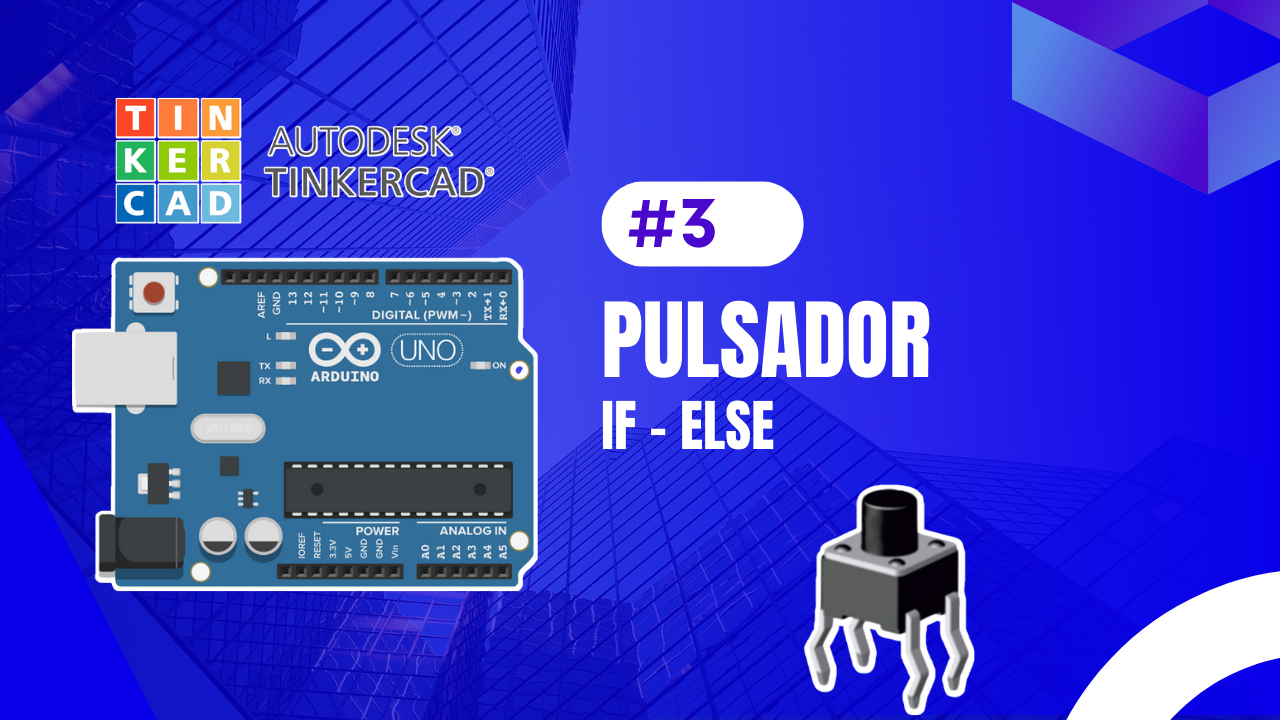 TIN
KER
CAD
AUTODESK®
TINKERCAD®
#3
PULSADOR
IF - ELSE
AREF
GND
13
12
~11
~10
~9
8
7
~6
~5
4
~3
2
TX→1
RX←0
DIGITAL (PWM~)
L
TX
RX
ARDUINO
UNO
ON
POWER
ANALOG IN
IOREF
RESET
3.3V
5V
GND
GND
Vin
A0
A1
A2
A3
A4
A5